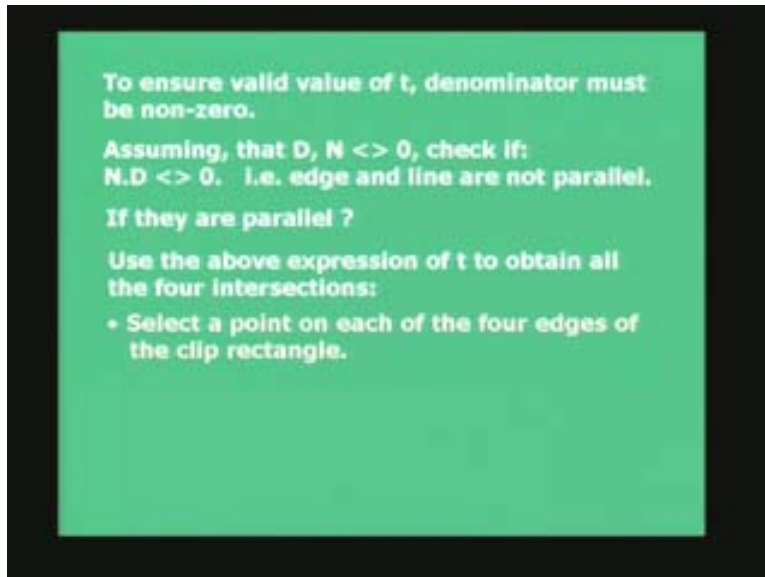 To ensure valid value of t, denominator must
be non-zero.
Assuming, that D, N <> 0, check if:
N.D <> 0. i.e. edge and line are not parallel.
If they are parallel ?
Use the above expression of t to obtain all
the four intersections:
• Select a point on each of the four edges of
the clip rectangle.